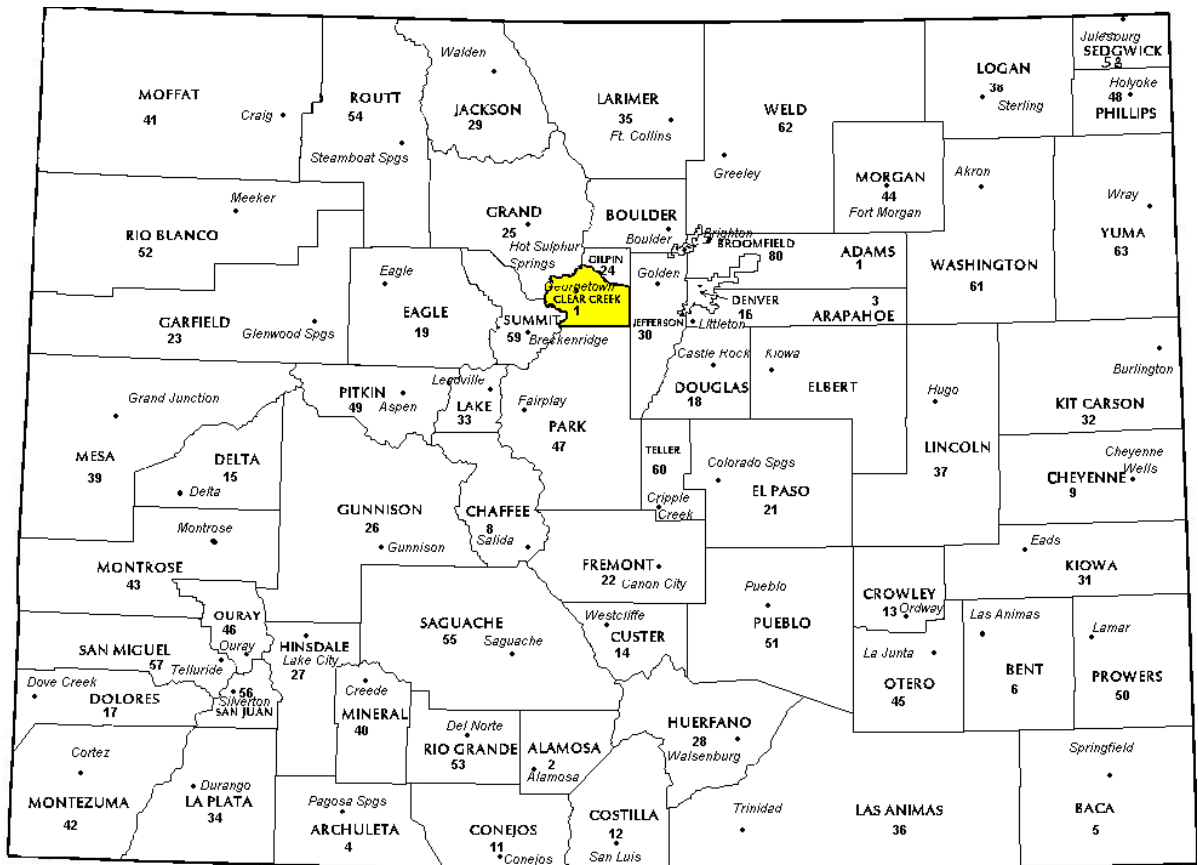 MOFFAT
41
Craig
ROUTT
54
Steamboat Spgs
Walden
JACKSON
29
LARIMER
35
Ft. Collins
WELD
62
Greeley
LOGAN
38
Sterling
Julesburg
SEDGWICK
58
Holyoke
48
PHILLIPS
MORGAN
44
Fort Morgan
Akron
WASHINGTON
61
Wray
YUMA
63
Meeker
RIO BLANCO
52
GRAND
25
Hot Sulphur
Springs
BOULDER
Boulder
Brighton
BROOMFIELD
80
ADAMS
1
GILPIN
24
Golden
JEFFERSON
30
Georgetown
CLEAR CREEK
1
DENVER
16
3
ARAPAHOE
Littleton
GARFIELD
23
Glenwood Spgs
Eagle
EAGLE
19
SUMMIT
59
Breckenridge
Castle Rock
DOUGLAS
18
Kiowa
ELBERT
Hugo
LINCOLN
37
Burlington
KIT CARSON
32
Grand Junction
MESA
39
PITKIN
49
Aspen
Leadville
LAKE
33
Fairplay
PARK
47
DELTA
15
Delta
TELLER
60
Cripple
Creek
Colorado Spgs
EL PASO
21
Cheyenne
Wells
CHEYENNE
9
GUNNISON
26
Gunnison
CHAFFEE
8
Salida
Montrose
MONTROSE
43
FREMONT
22
Canon City
Pueblo
PUEBLO
51
CROWLEY
13
Ordway
Eads
KIOWA
31
OURAY
46
Ouray
SAN MIGUEL
57
Telluride
HINSDALE
Lake City
27
SAGUACHE
55
Saguache
Westcliffe
CUSTER
14
La Junta
OTERO
45
Las Animas
BENT
6
Lamar
PROWERS
50
Dove Creek
DOLORES
17
56
Silverton
SAN JUAN
Creede
MINERAL
40
Del Norte
RIO GRANDE
53
ALAMOSA
2
Alamosa
HUERFANO
28
Walsenburg
Cortez
MONTEZUMA
42
Durango
LA PLATA
34
Pagosa Spgs
ARCHULETA
4
CONEJOS
11
Conejos
COSTILLA
12
San Luis
Trinidad
LAS ANIMAS
36
Springfield
BACA
5